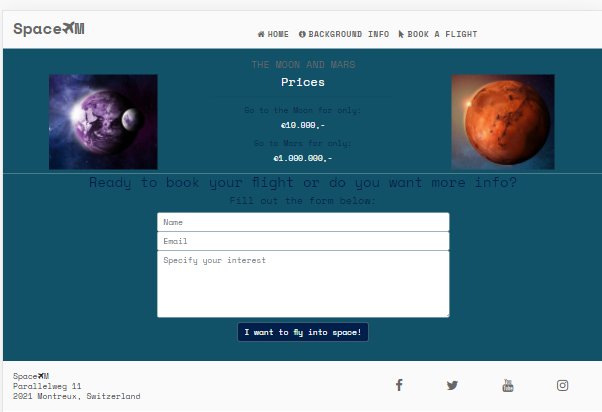 Space M
HOME BACKGROUND INFO BOOK A FLIGHT
THE MOON AND MARS
Prices
Go to the Moon for only:
€10.000,-
Go to Mars for only:
€1.000.000,-
Ready to book your flight or do you want more info?
Fill out the form below:
Name
Email
Specify your interest
I want to fly into space!
Space M
Parallelweg 11
2021 Montreux, Switzerland